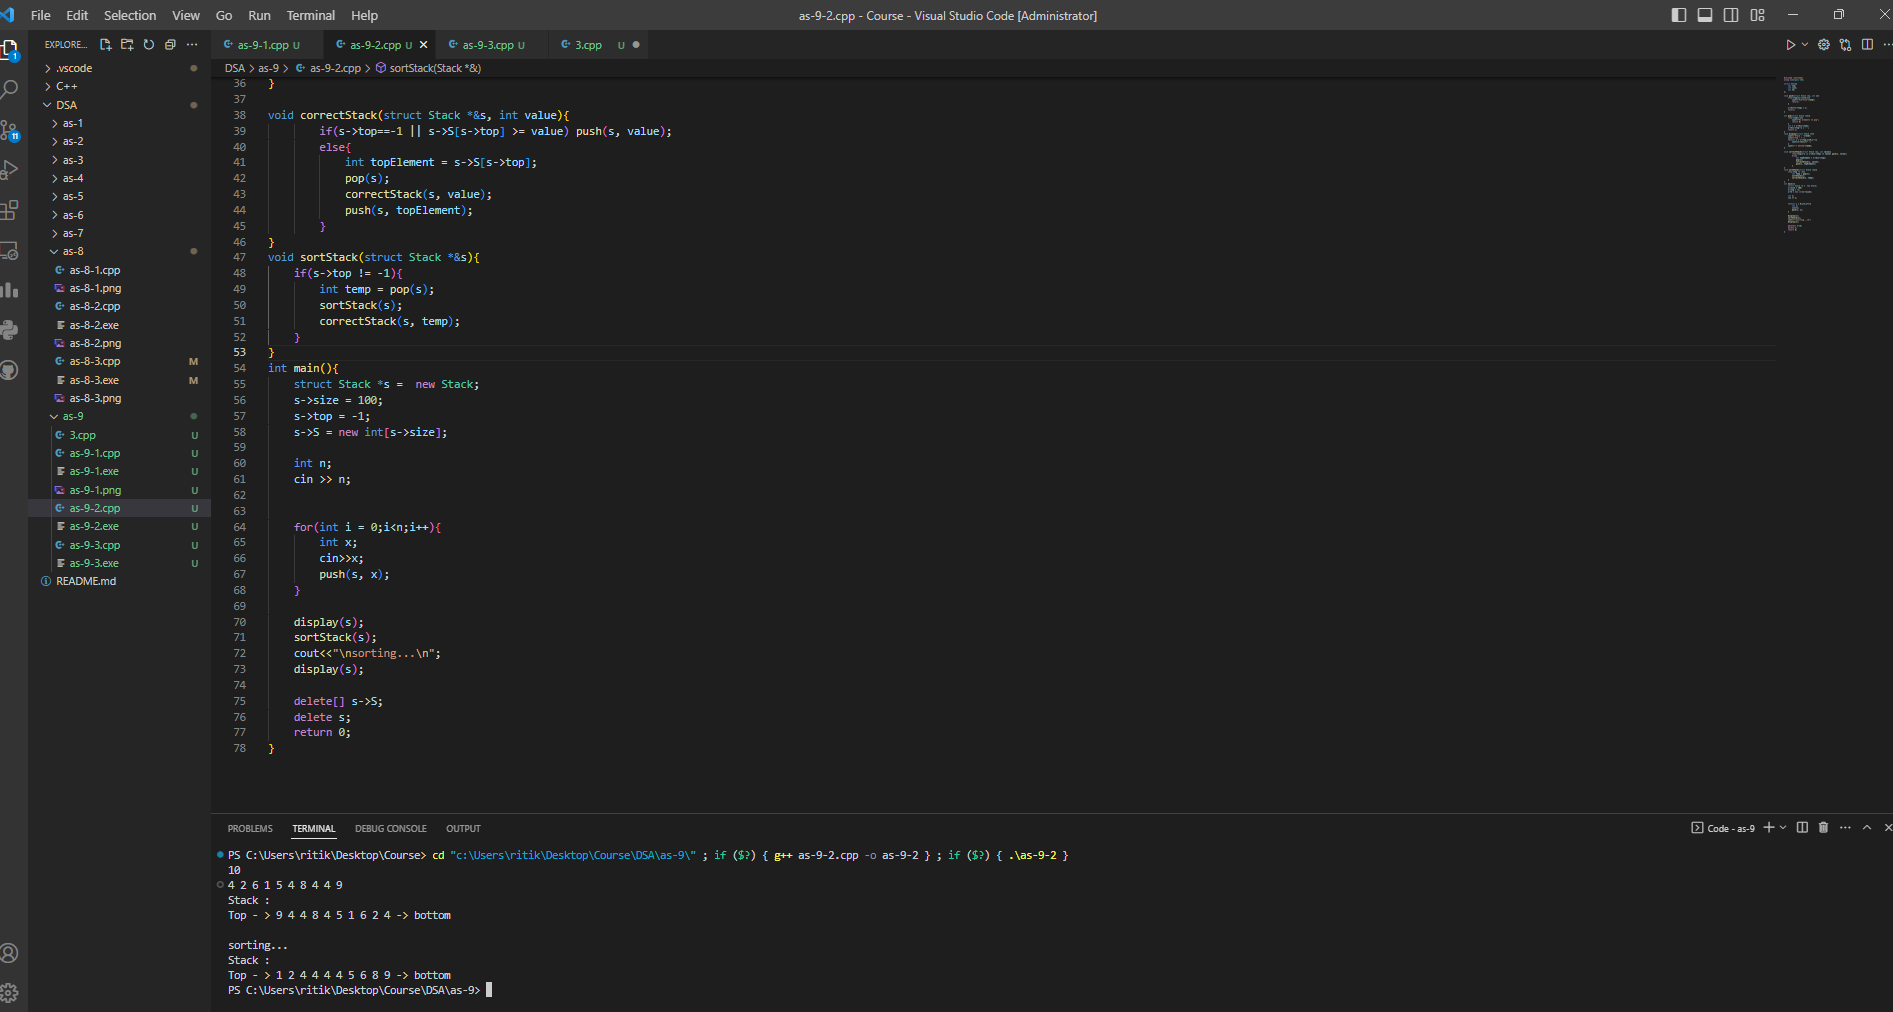 File Edit Selection View Go Run Terminal Help
as-9-2.cpp - Course - Visual Studio Code [Administrator]
EXPLORE...
as-9-1.cpp U as-9-2.cpp U as-9-3.cpp U 3.cpp U
DSA > as-9 > as-9-2.cpp > sortStack(Stack *&)
1
11
.vscode
C++
DSA
as-1
as-2
as-3
as-4
as-5
as-6
as-7
as-8
as-8-1.cpp
as-8-1.png
as-8-2.cpp
as-8-2.exe
as-8-2.png
as-8-3.cpp M
as-8-3.exe M
as-8-3.png
as-9
3.cpp U
as-9-1.cpp U
as-9-1.exe U
as-9-1.png U
as-9-2.cpp U
as-9-2.exe U
as-9-3.cpp U
as-9-3.exe U
README.md
36 }
37
38 void correctStack(struct Stack *&s, int value){
39 if(s->top==-1 || s->S[s->top] >= value) push(s, value);
40 else{
41 int topElement = s->S[s->top];
42 pop(s);
43 correctStack(s, value);
44 push(s, topElement);
45 }
46 }
47 void sortStack(struct Stack *&s){
48 if(s->top != -1){
49 int temp = pop(s);
50 sortStack(s);
51 correctStack(s, temp);
52 }
53 }
54 int main(){
55 struct Stack *s =  new Stack;
56 s->size = 100;
57 s->top = -1;
58 s->S = new int[s->size];
59
60 int n;
61 cin >> n;
62
63
64 for(int i = 0;i<n;i++){
65 int x;
66 cin>>x;
67 push(s, x);
68 }
69
70 display(s);
71 sortStack(s);
72 cout<<"\nsorting...\n";
73 display(s);
74
75 delete[] s->S;
76 delete s;
77 return 0;
78 }
PROBLEMS TERMINAL DEBUG CONSOLE OUTPUT
Code - as-9
PS C:\Users\ritik\Desktop\Course> cd "c:\Users\ritik\Desktop\Course\DSA\as-9\" ; if ($?) { g++ as-9-2.cpp -o as-9-2 } ; if ($?) { .\as-9-2 }
10
4 2 6 1 5 4 8 4 4 9
Stack :
Top - > 9 4 4 8 4 5 1 6 2 4 -> bottom
sorting...
Stack :
Top - > 1 2 4 4 4 4 5 6 8 9 -> bottom
PS C:\Users\ritik\Desktop\Course\DSA\as-9>